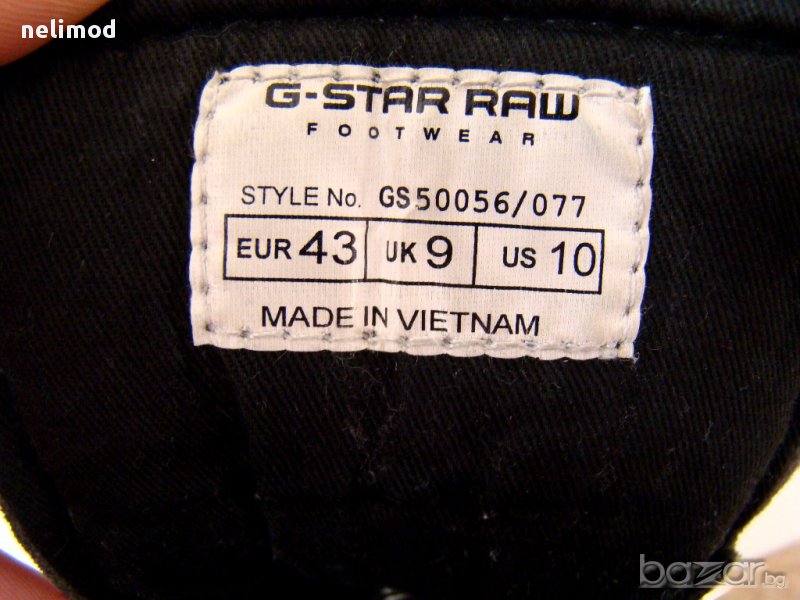 nelimod
G-STAR RAW
FOOTWEAR
STYLE No. GS50056/077
EUR 43 UK 9 US 10
MADE IN VIETNAM
bazar.bg